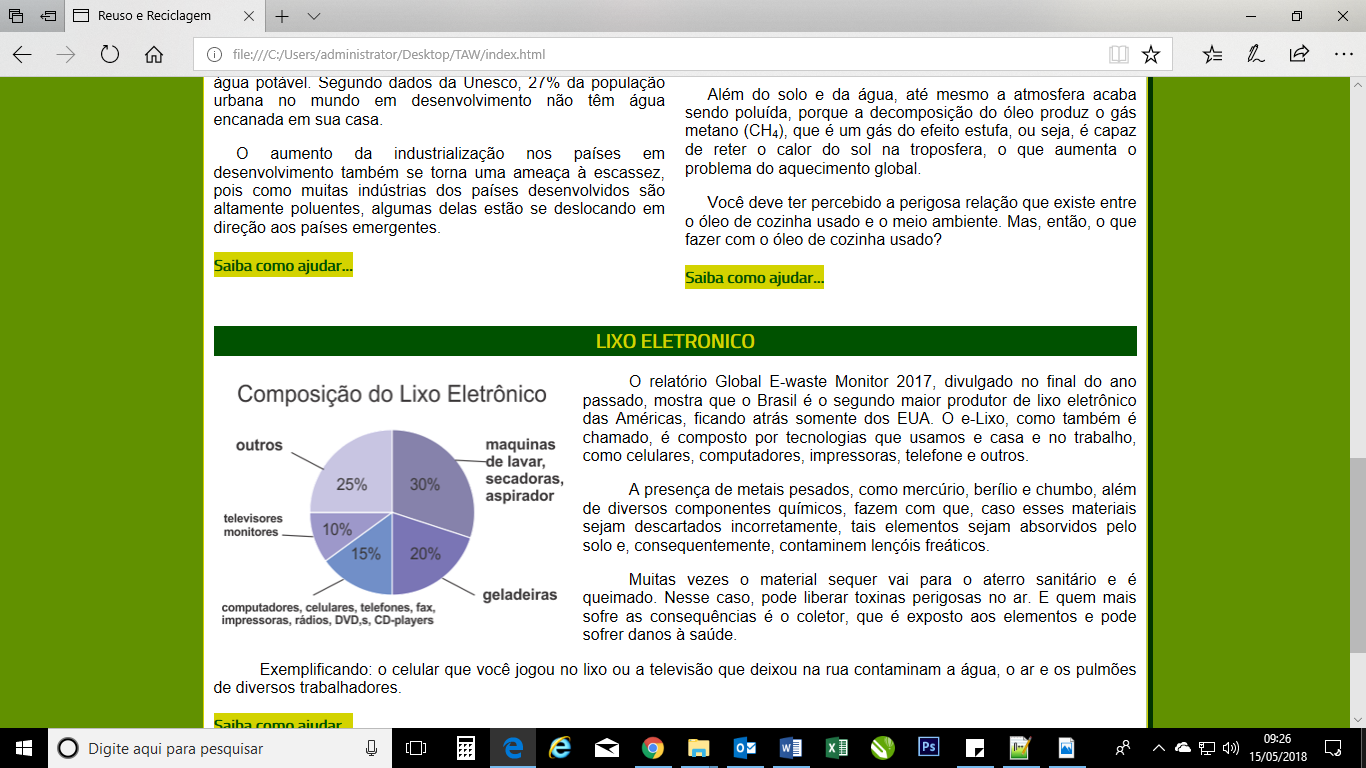 Reuso e Reciclagem
file:///C:/Users/administrator/Desktop/TAW/index.html
água potável. Segundo dados da Unesco, 27% da população
urbana no mundo em desenvolvimento não têm água
encanada em sua casa.
O aumento da industrialização nos países em
desenvolvimento também se torna uma ameaça à escassez,
pois como muitas indústrias dos países desenvolvidos são
altamente poluentes, algumas delas estão se deslocando em
direção aos países emergentes.
Saiba como ajudar...
Além do solo e da água, até mesmo a atmosfera acaba
sendo poluída, porque a decomposição do óleo produz o gás
metano (CH₄), que é um gás do efeito estufa, ou seja, é capaz
de reter o calor do sol na troposfera, o que aumenta o
problema do aquecimento global.
Você deve ter percebido a perigosa relação que existe entre
o óleo de cozinha usado e o meio ambiente. Mas, então, o que
fazer com o óleo de cozinha usado?
Saiba como ajudar...
LIXO ELETRONICO
Composição do Lixo Eletrônico
outros
maquinas
de lavar,
secadoras,
aspirador
25%
30%
televisores
monitores
10%
15%
20%
geladeiras
computadores, celulares, telefones, fax,
impressoras, rádios, DVD,s, CD-players
O relatório Global E-waste Monitor 2017, divulgado no final do ano
passado, mostra que o Brasil é o segundo maior produtor de lixo eletrônico
das Américas, ficando atrás somente dos EUA. O e-Lixo, como também é
chamado, é composto por tecnologias que usamos e casa e no trabalho,
como celulares, computadores, impressoras, telefone e outros.
A presença de metais pesados, como mercúrio, berílio e chumbo, além
de diversos componentes químicos, fazem com que, caso esses materiais
sejam descartados incorretamente, tais elementos sejam absorvidos pelo
solo e, consequentemente, contaminem lençóis freáticos.
Muitas vezes o material sequer vai para o aterro sanitário e é
queimado. Nesse caso, pode liberar toxinas perigosas no ar. E quem mais
sofre as consequências é o coletor, que é exposto aos elementos e pode
sofrer danos à saúde.
Exemplificando: o celular que você jogou no lixo ou a televisão que deixou na rua contaminam a água, o ar e os pulmões
de diversos trabalhadores.
Saiba como ajudar...
Digite aqui para pesquisar
Ps
09:26
15/05/2018